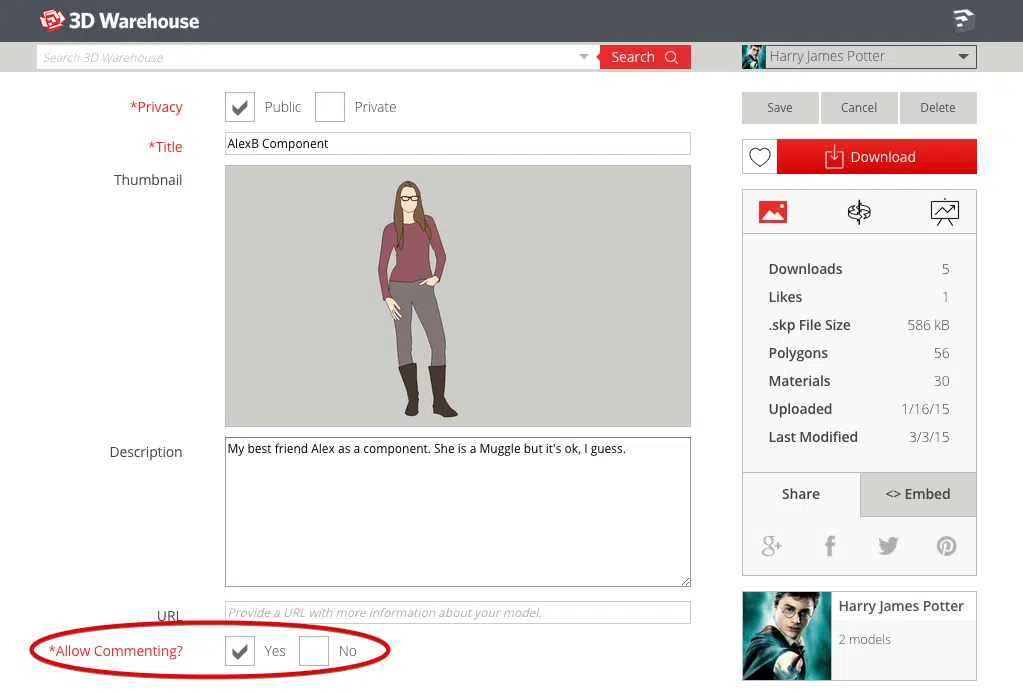 3D Warehouse
Search 3D Warehouse
Search
Harry James Potter
*Privacy
Public
Private
Save
Cancel
Delete
*Title
AlexB Component
Download
Thumbnail
Downloads 5
Likes 1
.skp File Size 586 kB
Polygons 56
Materials 30
Uploaded 1/16/15
Last Modified 3/3/15
Description
My best friend Alex as a component. She is a Muggle but it's ok, I guess.
Share
<> Embed
g+
f
URL
Provide a URL with more information about your model.
Harry James Potter
2 models
*Allow Commenting?
Yes
No